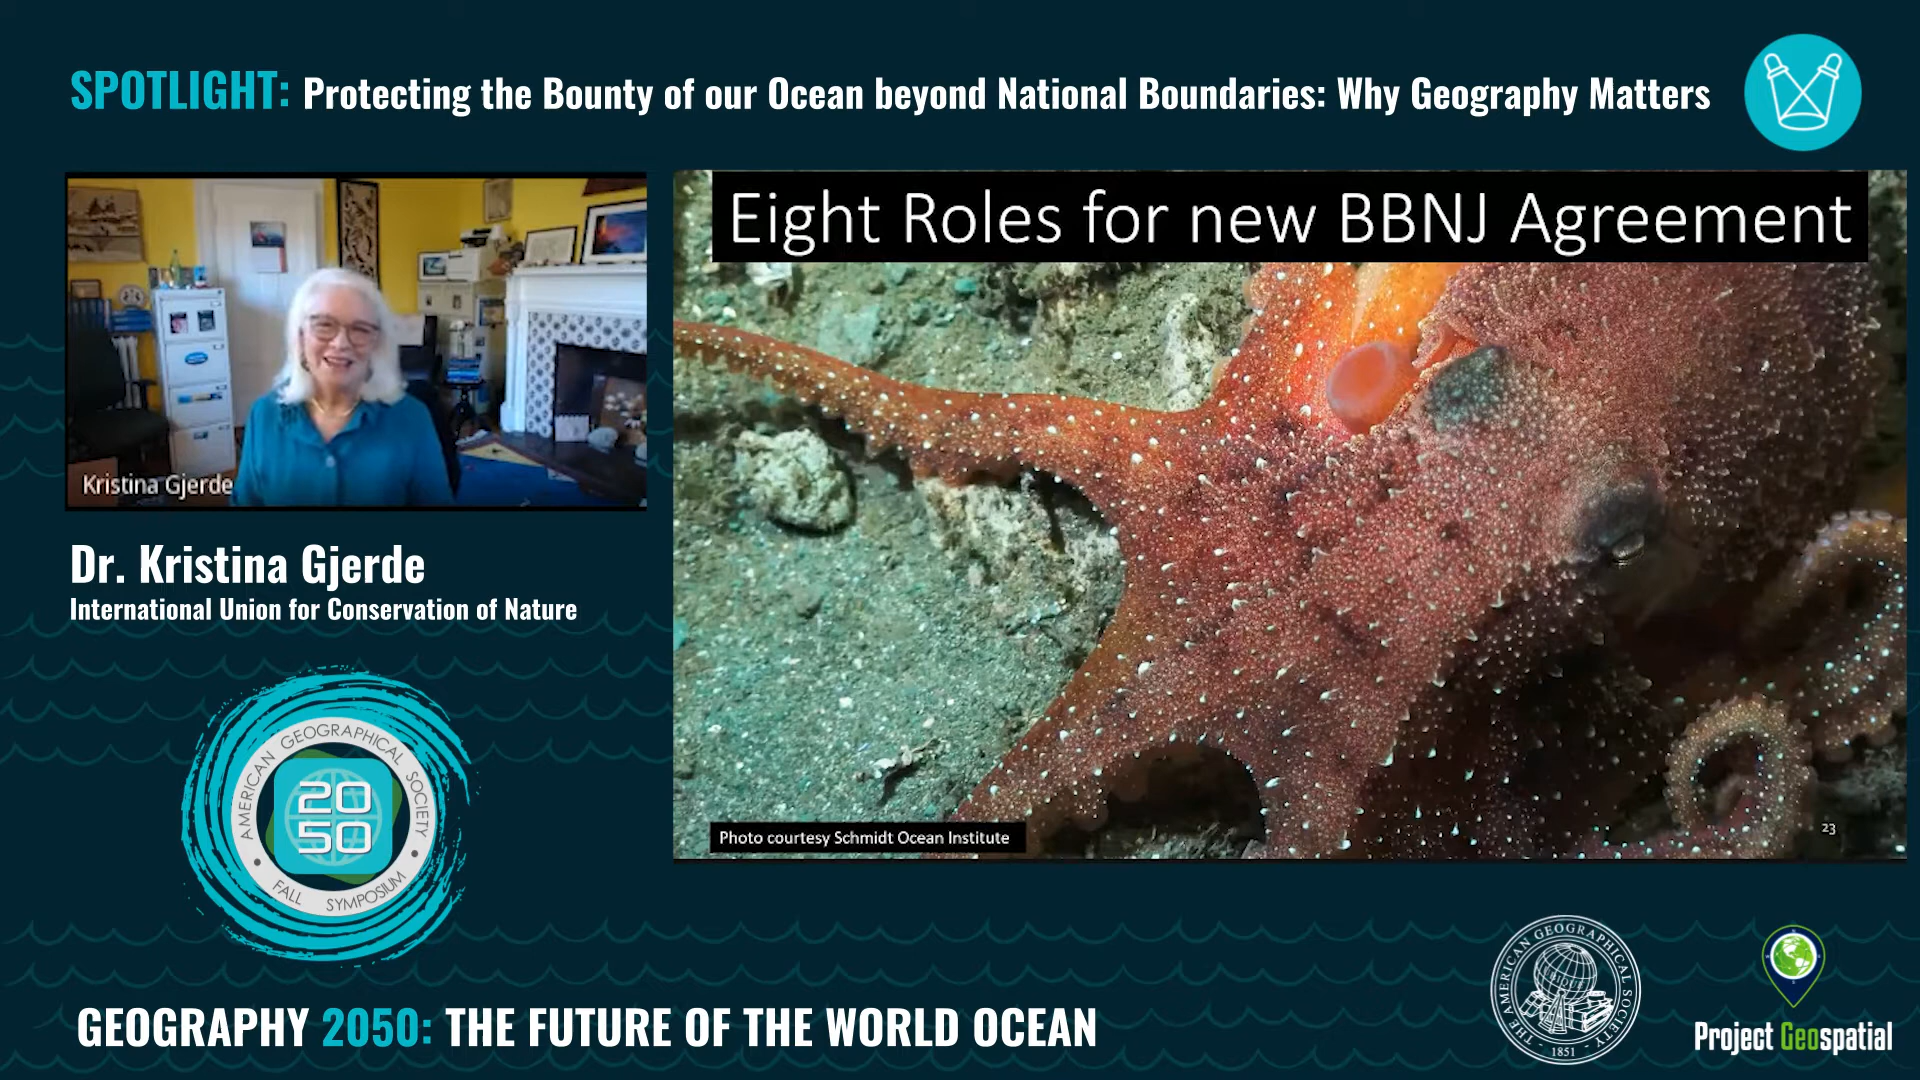 SPOTLIGHT: Protecting the Bounty of our Ocean beyond National Boundaries: Why Geography Matters
Eight Roles for new BBNJ Agreement
Kristina Gjerde
Dr. Kristina Gjerde
International Union for Conservation of Nature
AMERICAN GEOGRAPHICAL SOCIETY
20
50
FALL SYMPOSIUM
Photo courtesy Schmidt Ocean Institute
23
GEOGRAPHY 2050: THE FUTURE OF THE WORLD OCEAN
THE AMERICAN GEOGRAPHICAL SOCIETY
UBIQUE
1851
Project Geospatial